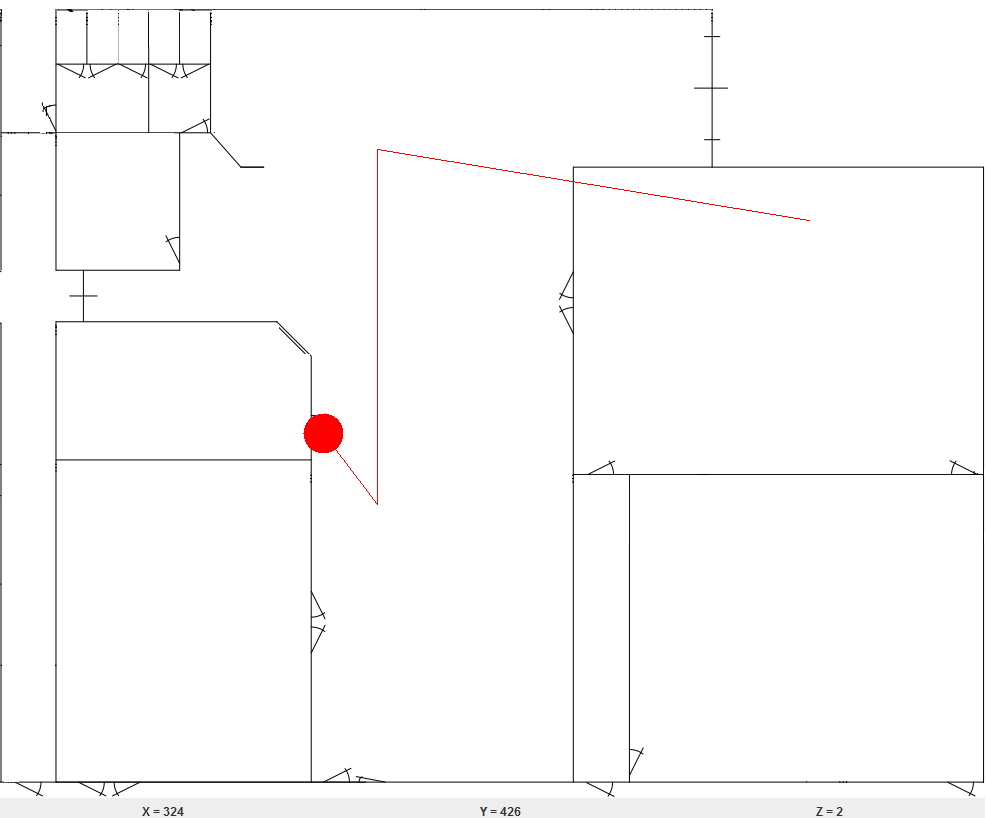 X = 324 Y = 426 Z = 2